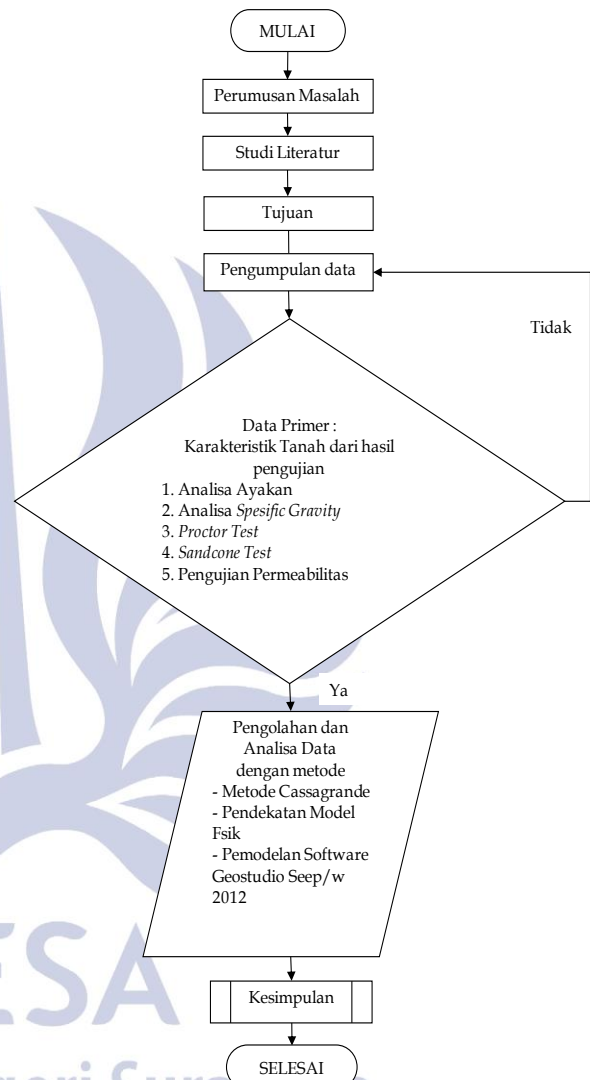 MULAI
Perumusan Masalah
Studi Literatur
Tujuan
Pengumpulan data
Tidak
Data Primer :
Karakteristik Tanah dari hasil
pengujian
1. Analisa Ayakan
2. Analisa Spesific Gravity
3. Proctor Test
4. Sandcone Test
5. Pengujian Permeabilitas
Ya
Pengolahan dan
Analisa Data
dengan metode
- Metode Cassagrande
- Pendekatan Model
Fsik
- Pemodelan Software
Geostudio Seep/w
2012
ESA
Kesimpulan
SELESAI